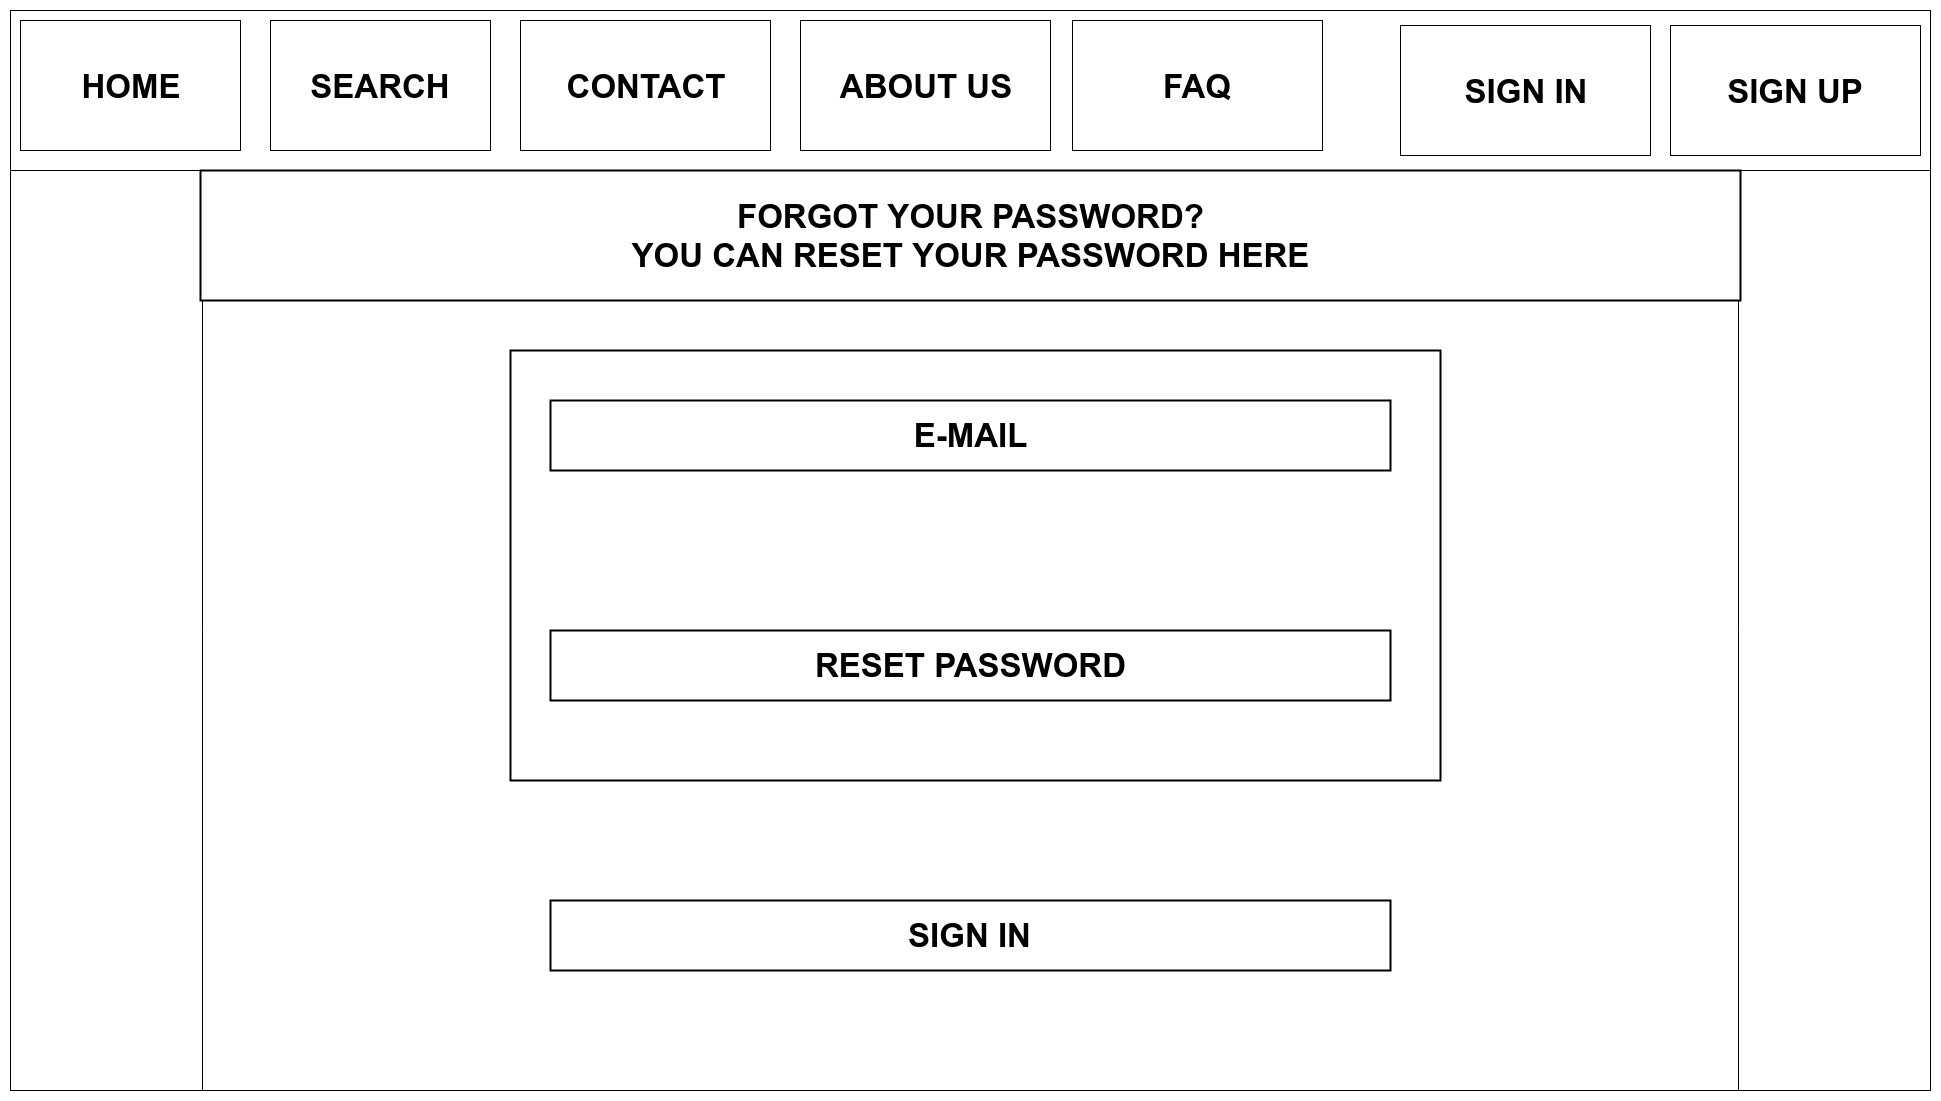 HOME
SEARCH
CONTACT
ABOUT US
FAQ
SIGN IN
SIGN UP
FORGOT YOUR PASSWORD?
YOU CAN RESET YOUR PASSWORD HERE
E-MAIL
RESET PASSWORD
SIGN IN